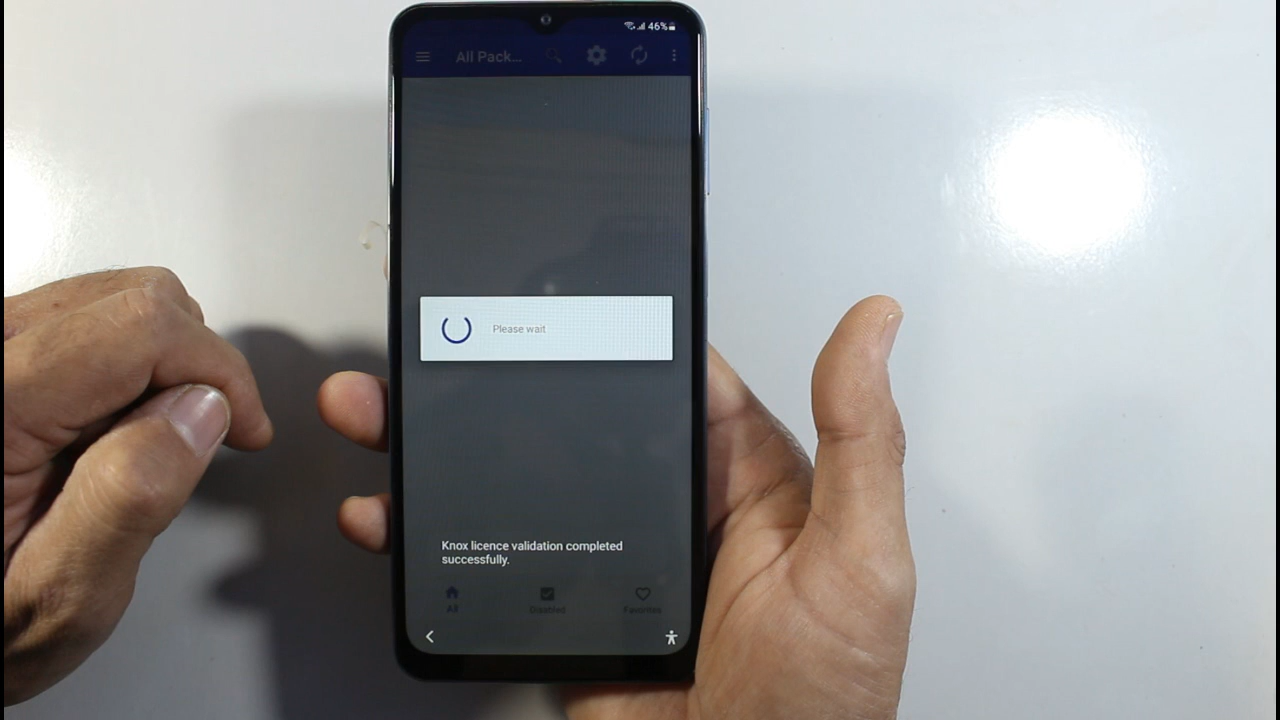 46%
All Pack...
Please wait
Knox licence validation completed
successfully.
All
Disabled
Favorites